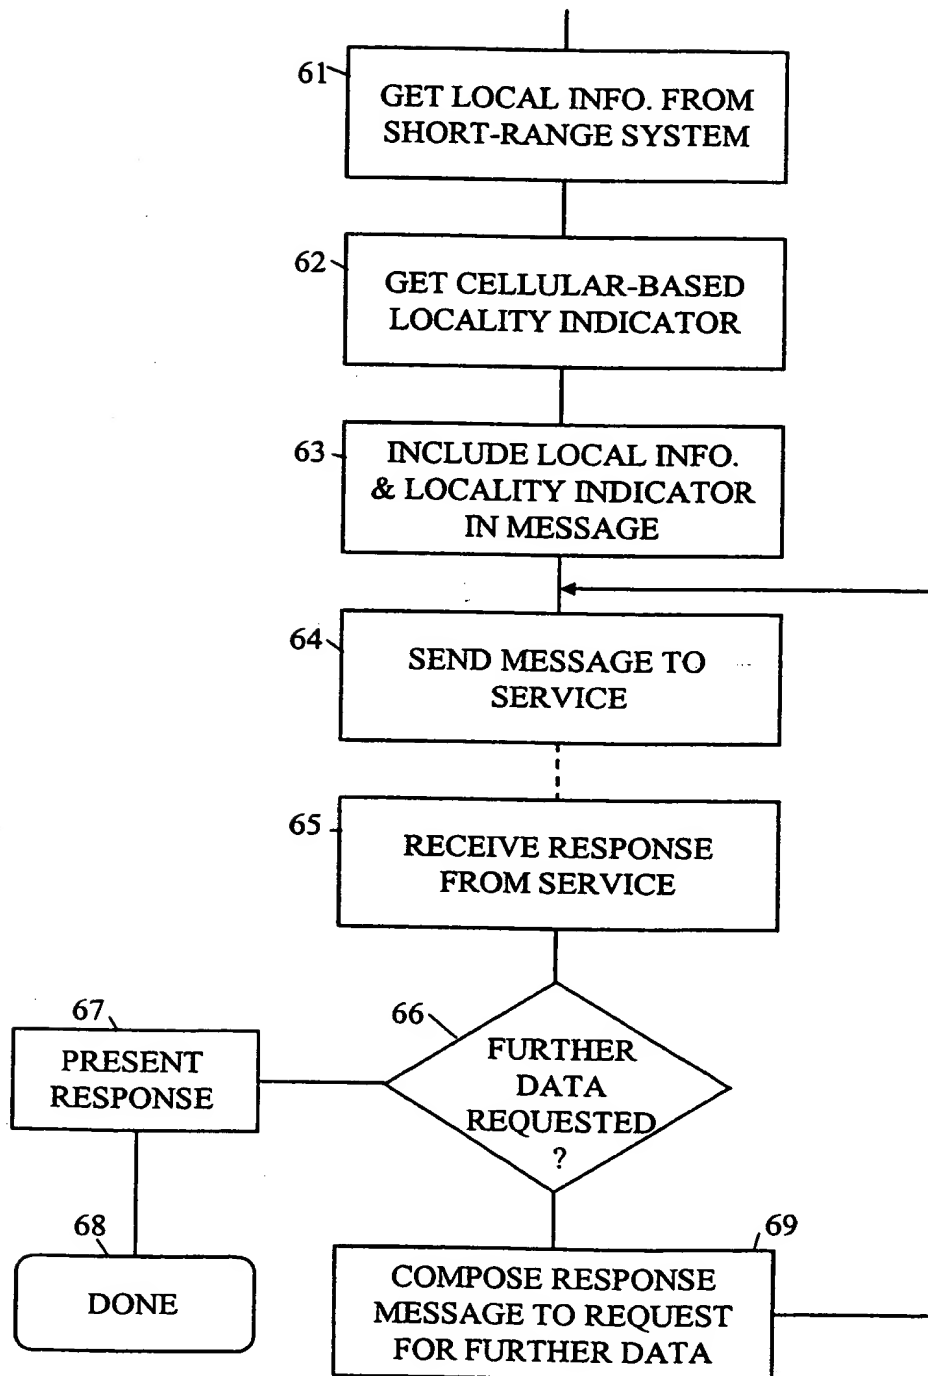 61
GET LOCAL INFO. FROM
SHORT-RANGE SYSTEM
62
GET CELLULAR-BASED
LOCALITY INDICATOR
63
INCLUDE LOCAL INFO.
& LOCALITY INDICATOR
IN MESSAGE
64
SEND MESSAGE TO
SERVICE
65
RECEIVE RESPONSE
FROM SERVICE
66
FURTHER
DATA
REQUESTED
?
67
PRESENT
RESPONSE
68
DONE
69
COMPOSE RESPONSE
MESSAGE TO REQUEST
FOR FURTHER DATA